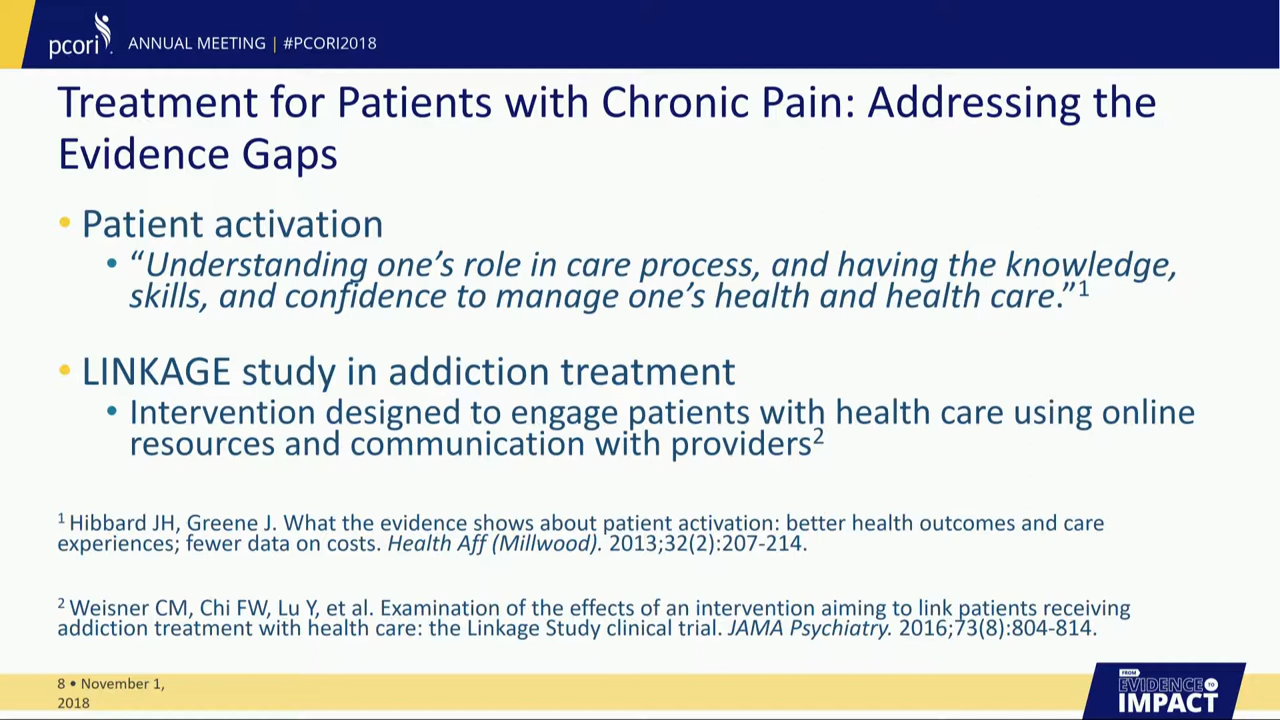 pcori
ANNUAL MEETING | #PCORI2018
Treatment for Patients with Chronic Pain: Addressing the
Evidence Gaps
• Patient activation
• “Understanding one’s role in care process, and having the knowledge,
skills, and confidence to manage one’s health and health care.”1
• LINKAGE study in addiction treatment
• Intervention designed to engage patients with health care using online
resources and communication with providers2
1 Hibbard JH, Greene J. What the evidence shows about patient activation: better health outcomes and care
experiences; fewer data on costs. Health Aff (Millwood). 2013;32(2):207-214.
2 Weisner CM, Chi FW, Lu Y, et al. Examination of the effects of an intervention aiming to link patients receiving
addiction treatment with health care: the Linkage Study clinical trial. JAMA Psychiatry. 2016;73(8):804-814.
8 • November 1,
2018
FROM
EVIDENCE TO
IMPACT